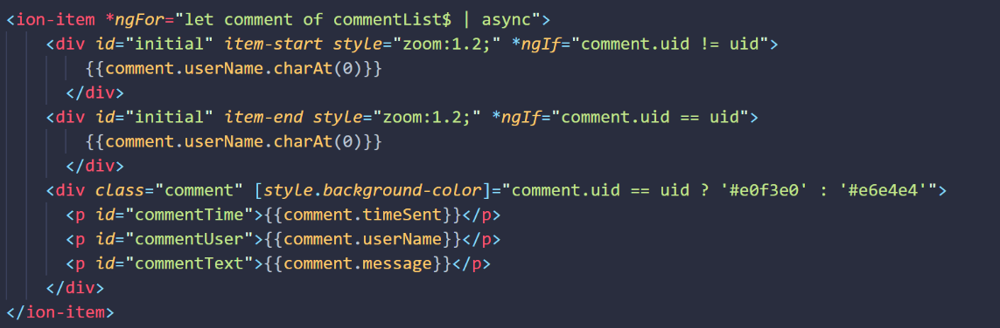 <ion-item *ngFor="let comment of commentList$ | async">
    <div id="initial" item-start style="zoom:1.2;" *ngIf="comment.uid != uid">
        {{comment.userName.charAt(0)}}
      </div>
    <div id="initial" item-end style="zoom:1.2;" *ngIf="comment.uid == uid">
        {{comment.userName.charAt(0)}}
      </div>
    <div class="comment" [style.background-color]="comment.uid == uid ? '#e0f3e0' : '#e6e4e4'">
      <p id="commentTime">{{comment.timeSent}}</p>
      <p id="commentUser">{{comment.userName}}</p>
      <p id="commentText">{{comment.message}}</p>
    </div>
</ion-item>